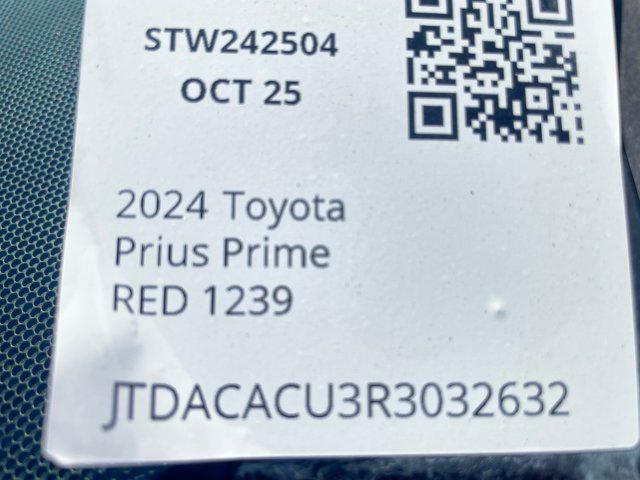 STW242504
OCT 25
2024 Toyota
Prius Prime
RED 1239
JTDACACU3R3032632